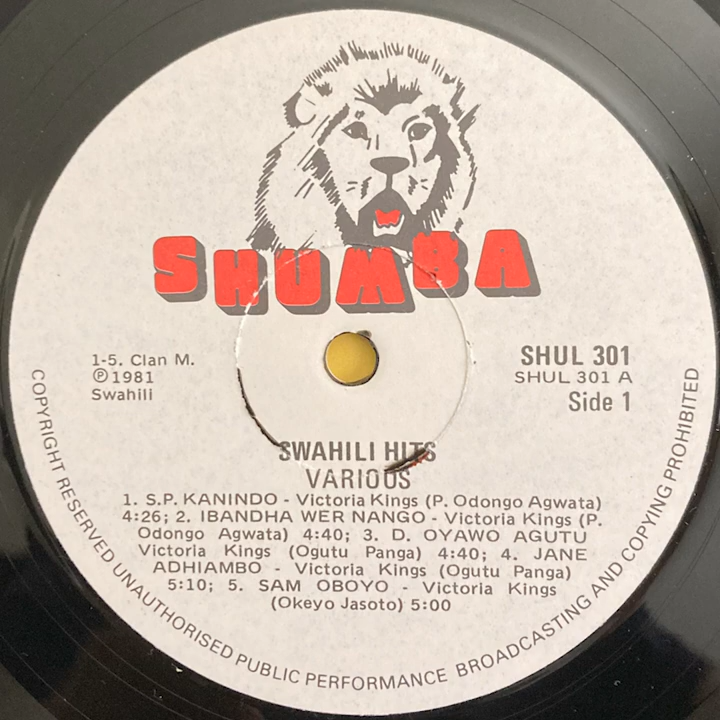 SHUMBA
1-5. Clan M.
Ⓟ1981
Swahili
SHUL 301
SHUL 301 A
Side 1
SWAHILI HITS
VARIOUS
1. S.P. KANINDO - Victoria Kings (P. Odongo Agwata)
4:26; 2. IBANDHA WER NANGO - Victoria Kings (P.
Odongo Agwata) 4:40; 3. D. OYAWO AGUTU
Victoria Kings (Ogutu Panga) 4:40; 4. JANE
ADHIAMBO - Victoria Kings (Ogutu Panga)
5:10; 5. SAM OBOYO - Victoria Kings
(Okeyo Jasoto) 5:00
COPYRIGHT RESERVED UNAUTHORISED PUBLIC PERFORMANCE BROADCASTING AND COPYING PROHIBITED